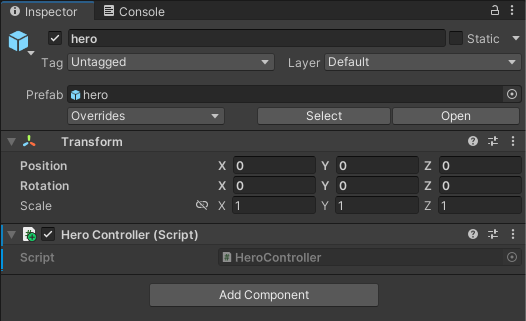 Inspector Console
hero Static
Tag Untagged Layer Default
Prefab hero
Overrides Select Open
Transform
Position X 0 Y 0 Z 0
Rotation X 0 Y 0 Z 0
Scale X 1 Y 1 Z 1
Hero Controller (Script)
Script HeroController
Add Component